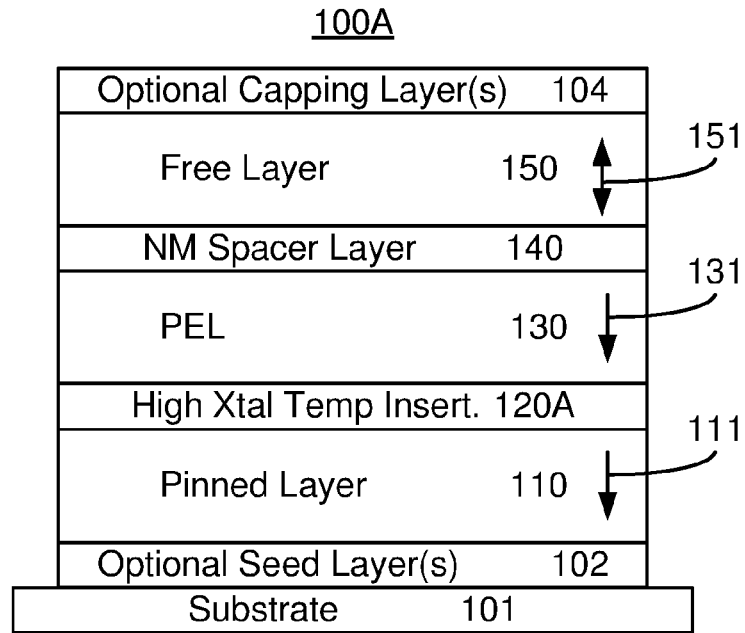 100A
Optional Capping Layer(s) 104
Free Layer 150
151
NM Spacer Layer 140
PEL 130
131
High Xtal Temp Insert. 120A
Pinned Layer 110
111
Optional Seed Layer(s) 102
Substrate 101